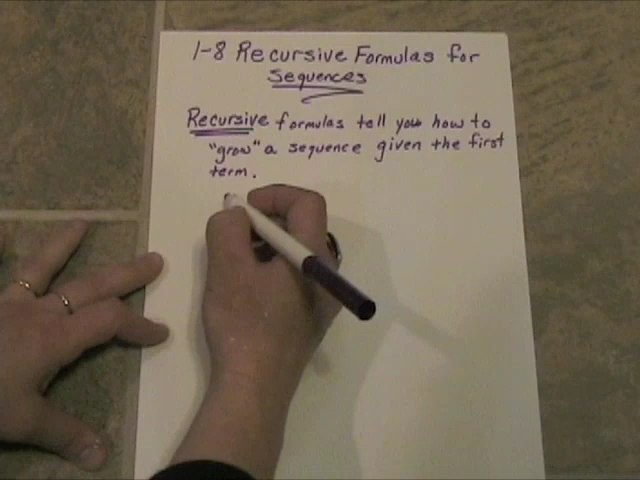 1-8 Recursive Formulas for
Sequences
Recursive formulas tell you how to
"grow" a sequence given the first
term.